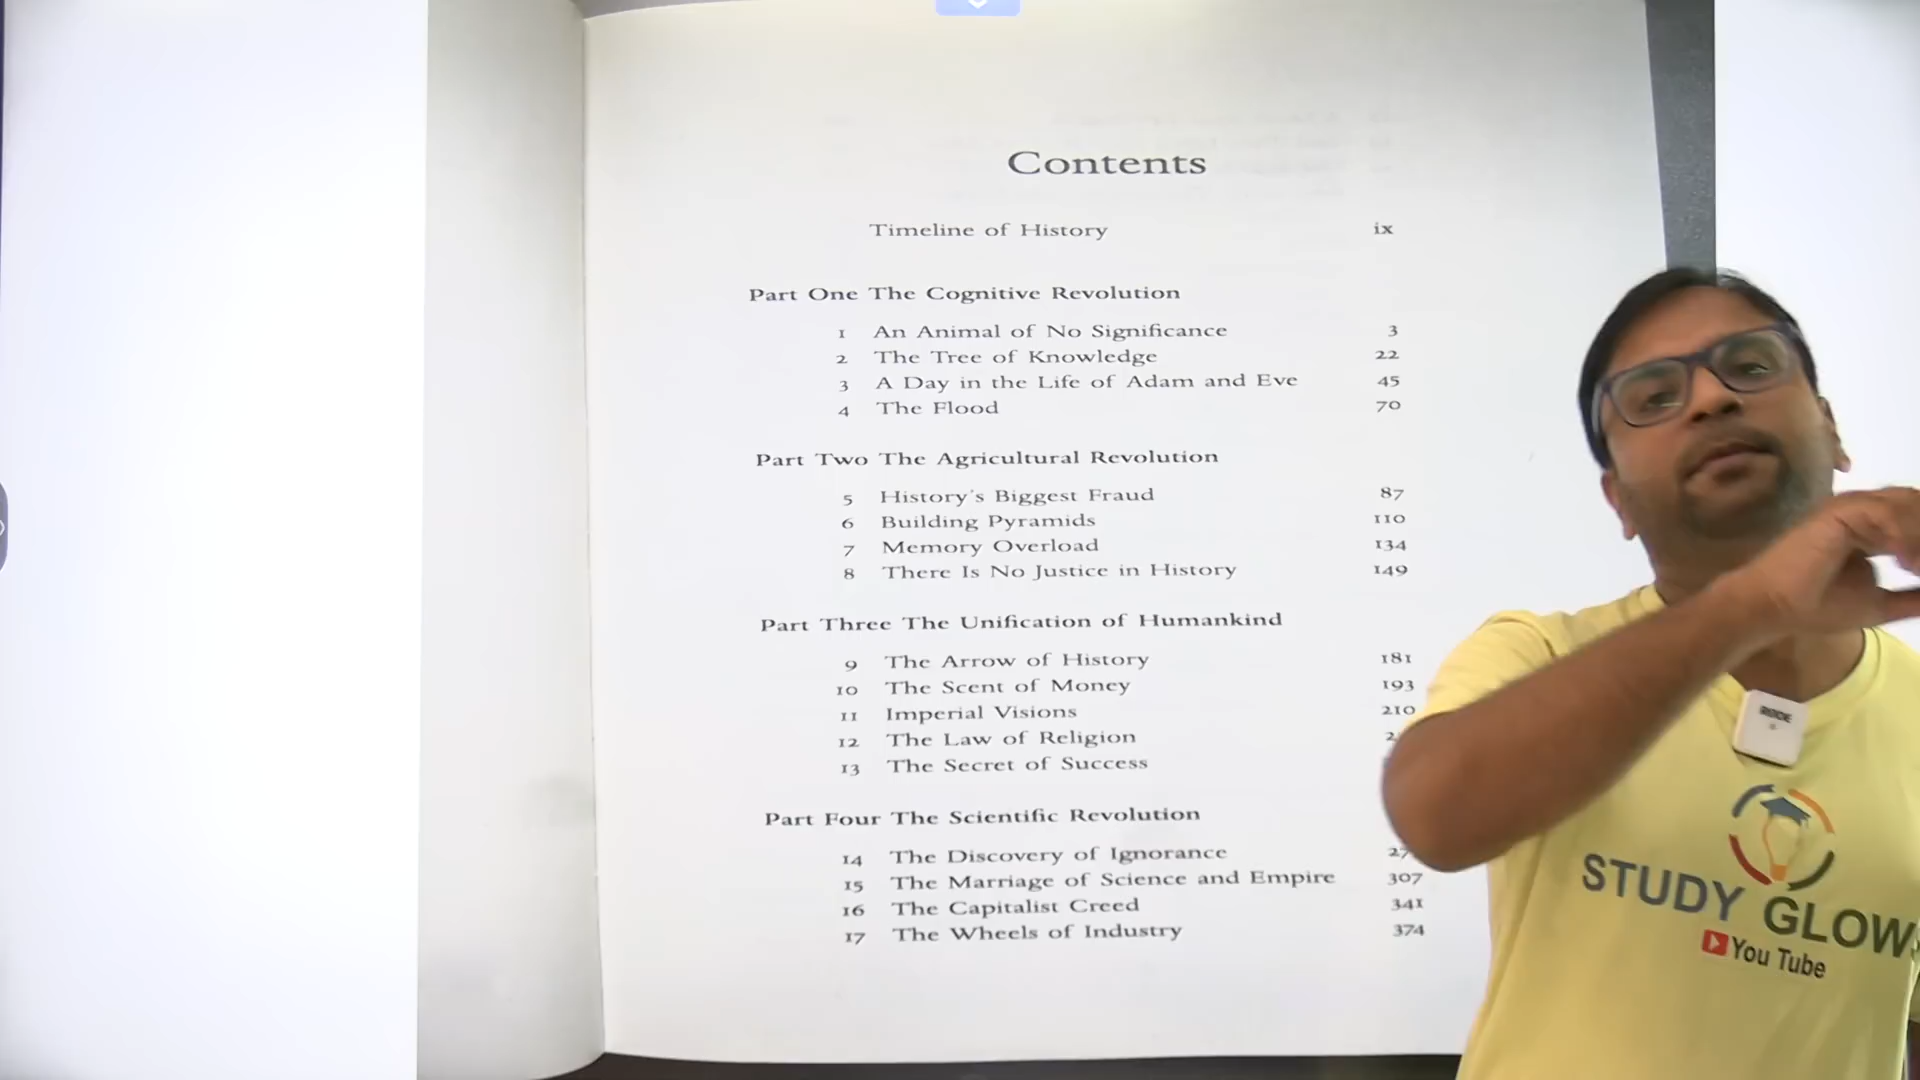 Contents
Timeline of History ix
Part One The Cognitive Revolution
1 An Animal of No Significance 3
2 The Tree of Knowledge 22
3 A Day in the Life of Adam and Eve 45
4 The Flood 70
Part Two The Agricultural Revolution
5 History's Biggest Fraud 87
6 Building Pyramids 110
7 Memory Overload 134
8 There Is No Justice in History 149
Part Three The Unification of Humankind
9 The Arrow of History 181
10 The Scent of Money 193
11 Imperial Visions 210
12 The Law of Religion
13 The Secret of Success
Part Four The Scientific Revolution
14 The Discovery of Ignorance
15 The Marriage of Science and Empire 307
16 The Capitalist Creed 341
17 The Wheels of Industry 374
RODE
STUDY GLOWS
You Tube